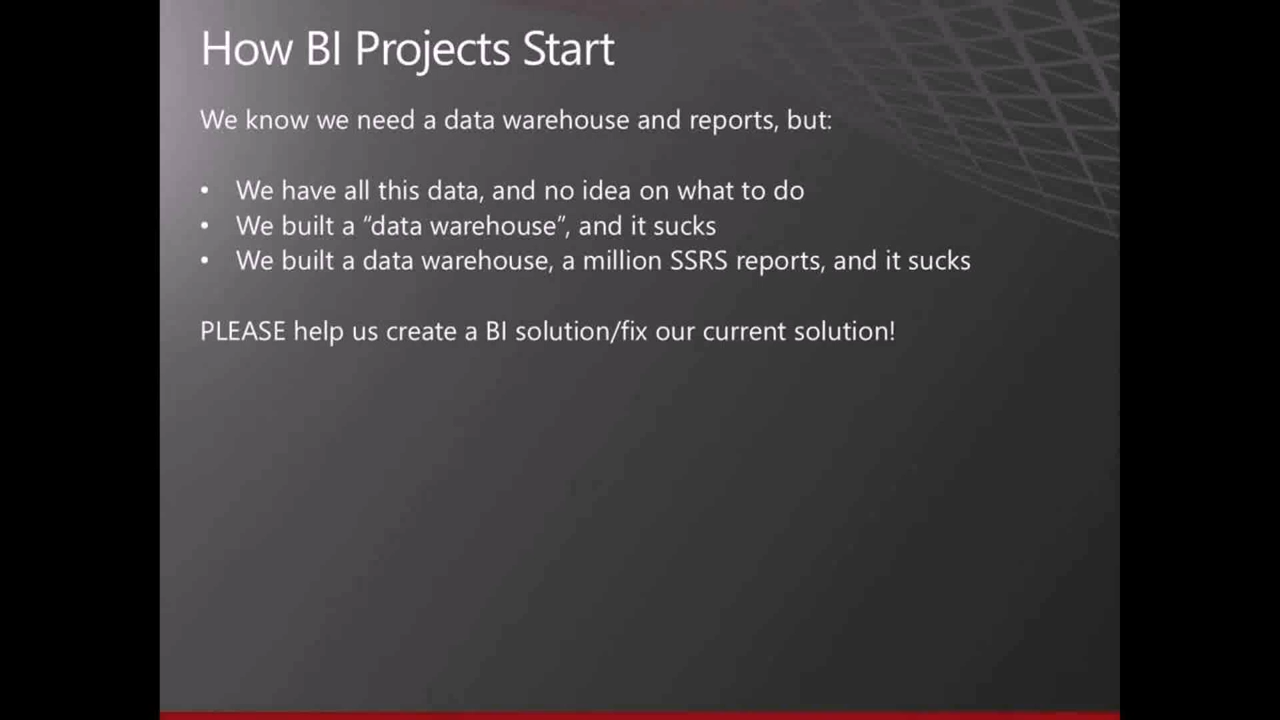 How BI Projects Start
We know we need a data warehouse and reports, but:
• We have all this data, and no idea on what to do
• We built a “data warehouse”, and it sucks
• We built a data warehouse, a million SSRS reports, and it sucks
PLEASE help us create a BI solution/fix our current solution!